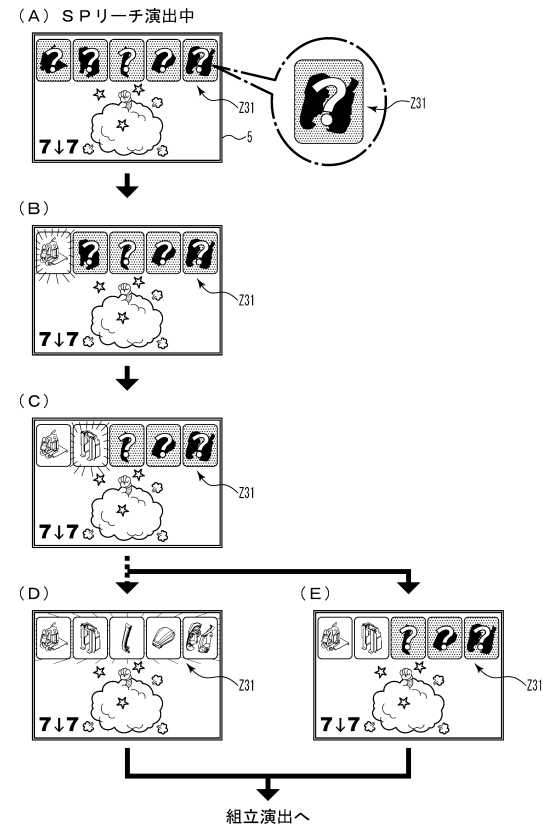 (A) SPリーチ演出中
? ? ? ? ?
?
Z31
Z31
7↓7
5
(B)
? ? ? ?
Z31
7↓7
(C)
? ? ?
Z31
7↓7
(D)
Z31
7↓7
(E)
? ? ?
Z31
7↓7
組立演出へ